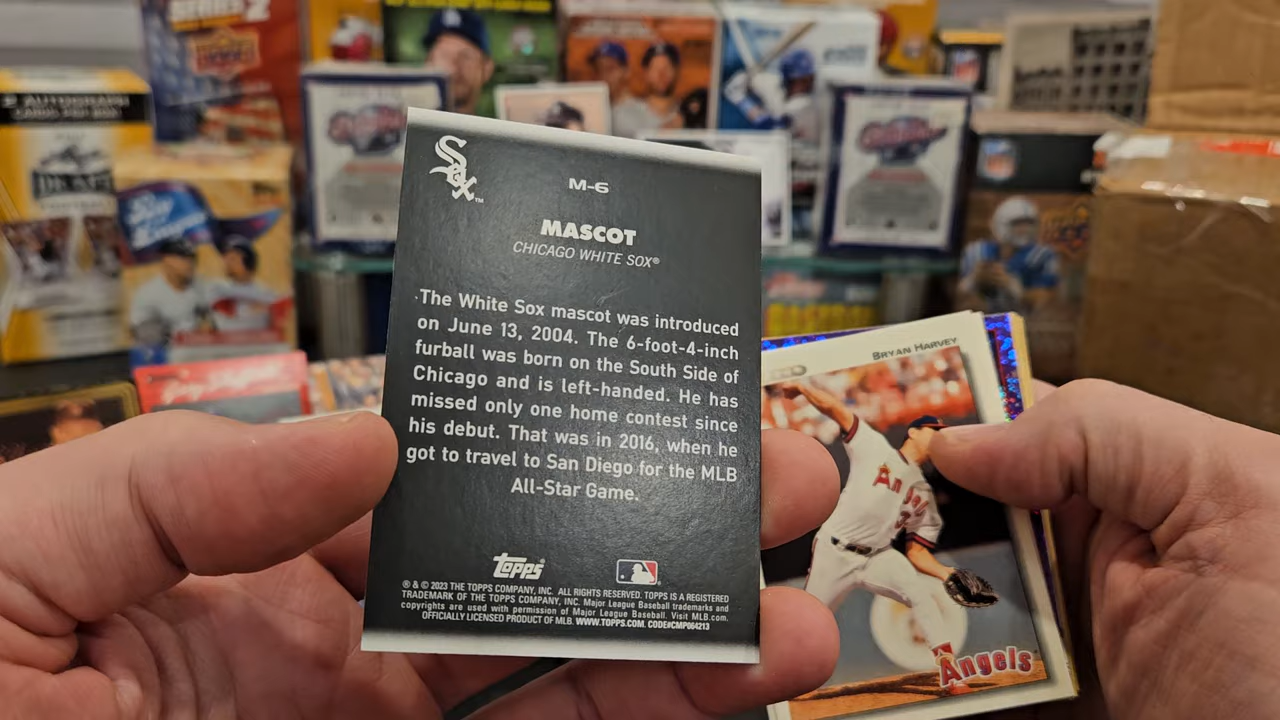 SERIES 2
AUTOGRAPH
Sox
M-6
MASCOT
CHICAGO WHITE SOX®
The White Sox mascot was introduced
on June 13, 2004. The 6-foot-4-inch
furball was born on the South Side of
Chicago and is left-handed. He has
missed only one home contest since
his debut. That was in 2016, when he
got to travel to San Diego for the MLB
All-Star Game.
topps
® & © 2023 THE TOPPS COMPANY, INC. ALL RIGHTS RESERVED. TOPPS IS A REGISTERED
TRADEMARK OF THE TOPPS COMPANY, INC. Major League Baseball trademarks and
copyrights are used with permission of Major League Baseball. Visit MLB.com.
OFFICIALLY LICENSED PRODUCT OF MLB. WWW.TOPPS.COM. CODE#CMP064213
BRYAN HARVEY
Angels
Angels